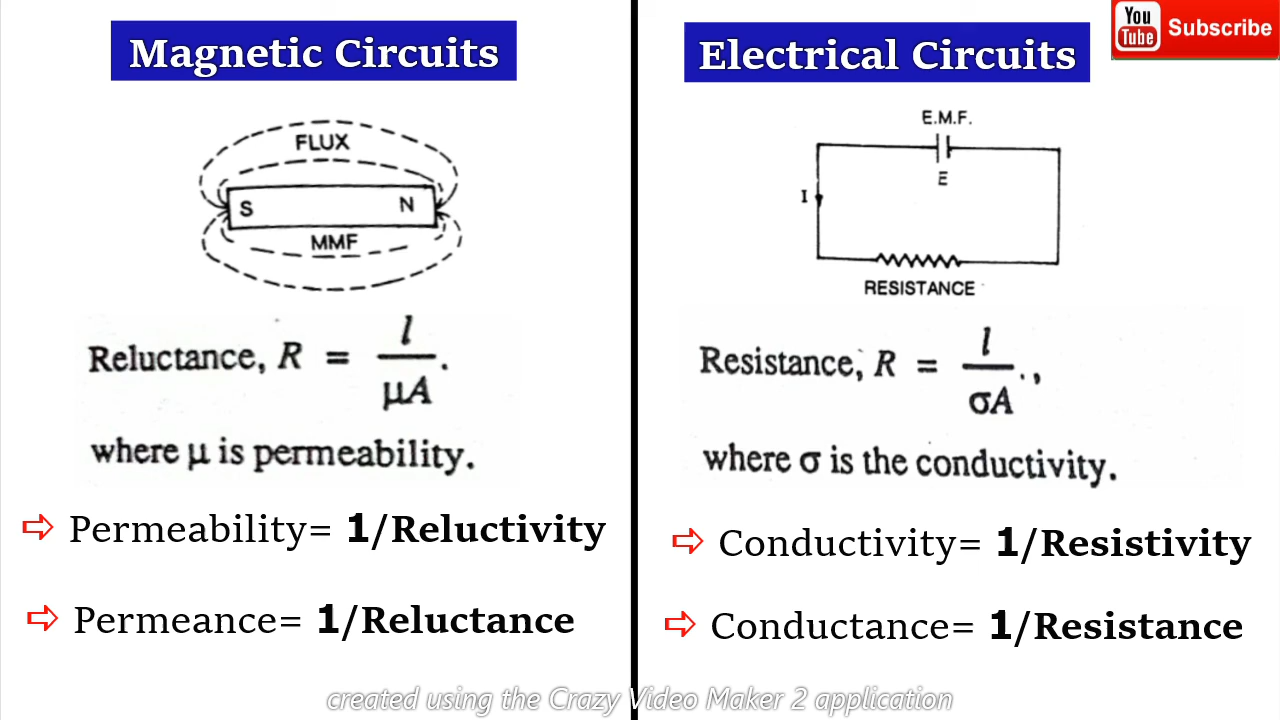 Magnetic Circuits
FLUX
S N
MMF
Reluctance, R = l/μA.
where μ is permeability.
⇨ Permeability= 1/Reluctivity
⇨ Permeance= 1/Reluctance
Electrical Circuits
You Tube Subscribe
E.M.F.
E
I
RESISTANCE
Resistance, R = l/σA.,
where σ is the conductivity.
⇨ Conductivity= 1/Resistivity
⇨ Conductance= 1/Resistance
created using the Crazy Video Maker 2 application